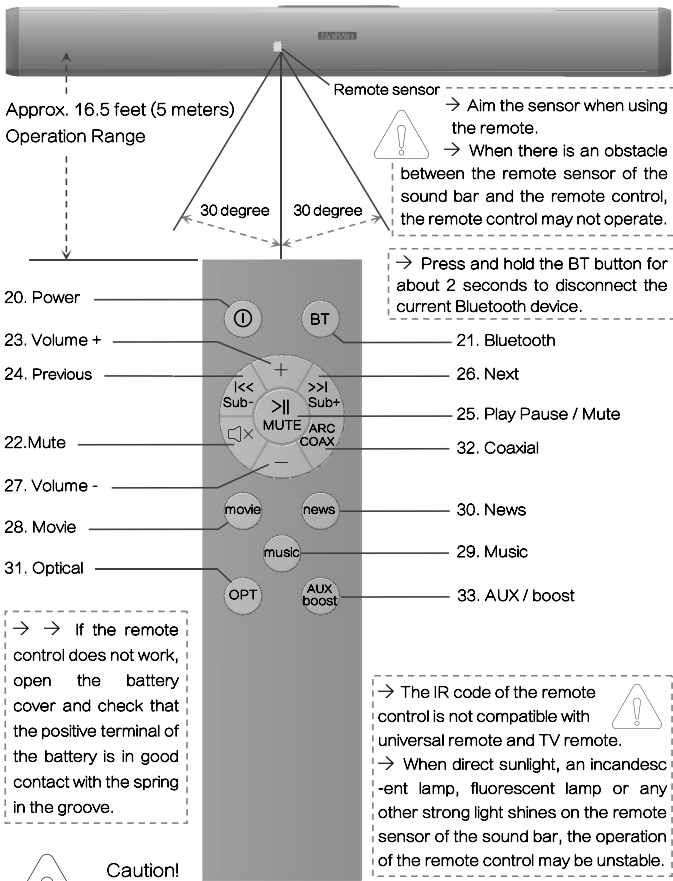 Remote sensor
Approx. 16.5 feet (5 meters)
Operation Range
30 degree
30 degree
→ Aim the sensor when using
the remote.
→ When there is an obstacle
between the remote sensor of the
sound bar and the remote control,
the remote control may not operate.
→ Press and hold the BT button for
about 2 seconds to disconnect the
current Bluetooth device.
20. Power
23. Volume +
24. Previous
22.Mute
27. Volume -
28. Movie
31. Optical
BT
+
|<<
Sub-
>>|
Sub+
>||
MUTE
ARC
COAX
−
movie
news
music
OPT
AUX
boost
21. Bluetooth
26. Next
25. Play Pause / Mute
32. Coaxial
30. News
29. Music
33. AUX / boost
→ → If the remote
control does not work,
open the battery
cover and check that
the positive terminal of
the battery is in good
contact with the spring
in the groove.
→ The IR code of the remote
control is not compatible with
universal remote and TV remote.
→ When direct sunlight, an incandesc
-ent lamp, fluorescent lamp or any
other strong light shines on the remote
sensor of the sound bar, the operation
of the remote control may be unstable.
Caution!